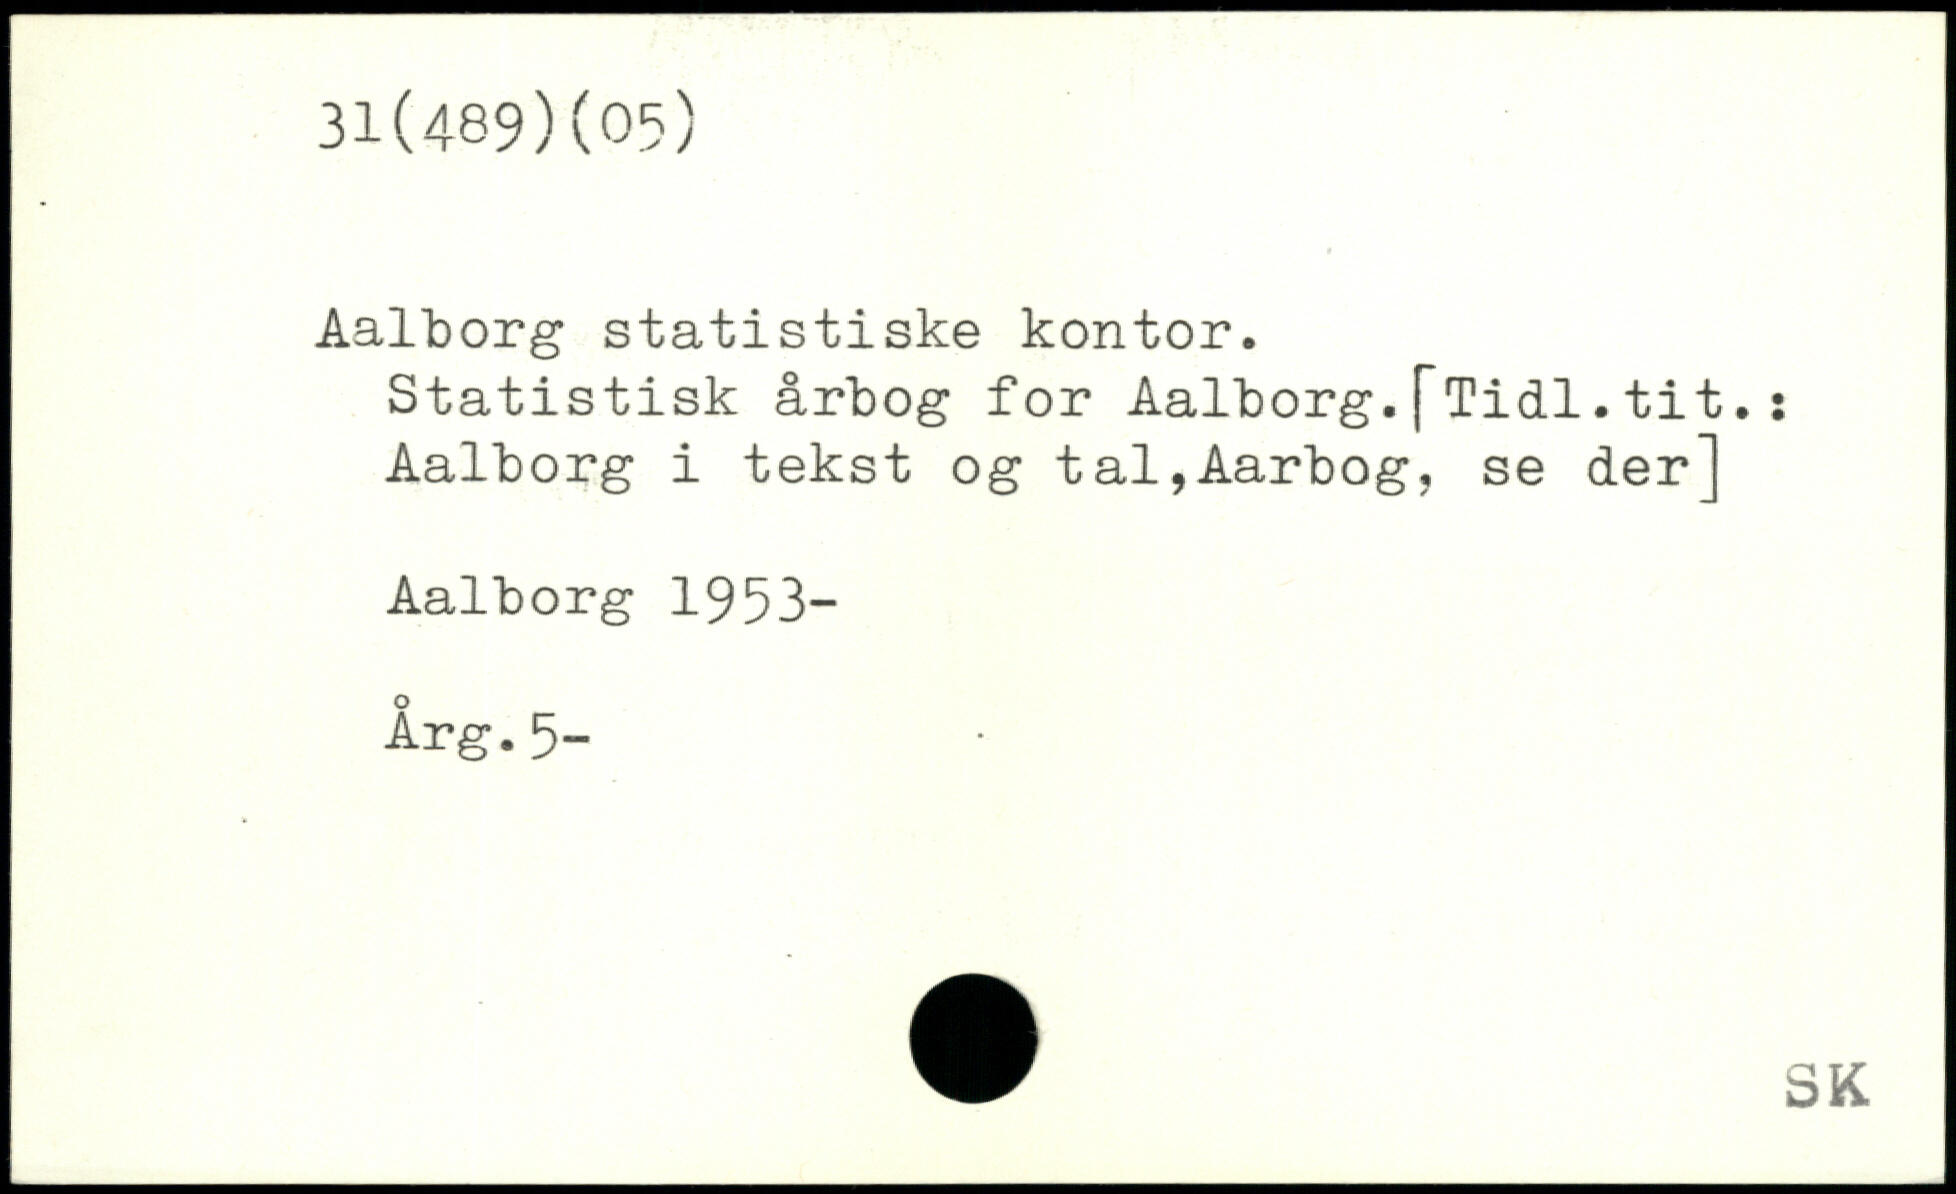 31(489)(05)
Aalborg statistiske kontor.
Statistisk årbog for Aalborg.[Tidl.tit.:
Aalborg i tekst og tal,Aarbog, se der]
Aalborg 1953-
Årg.5-
SK